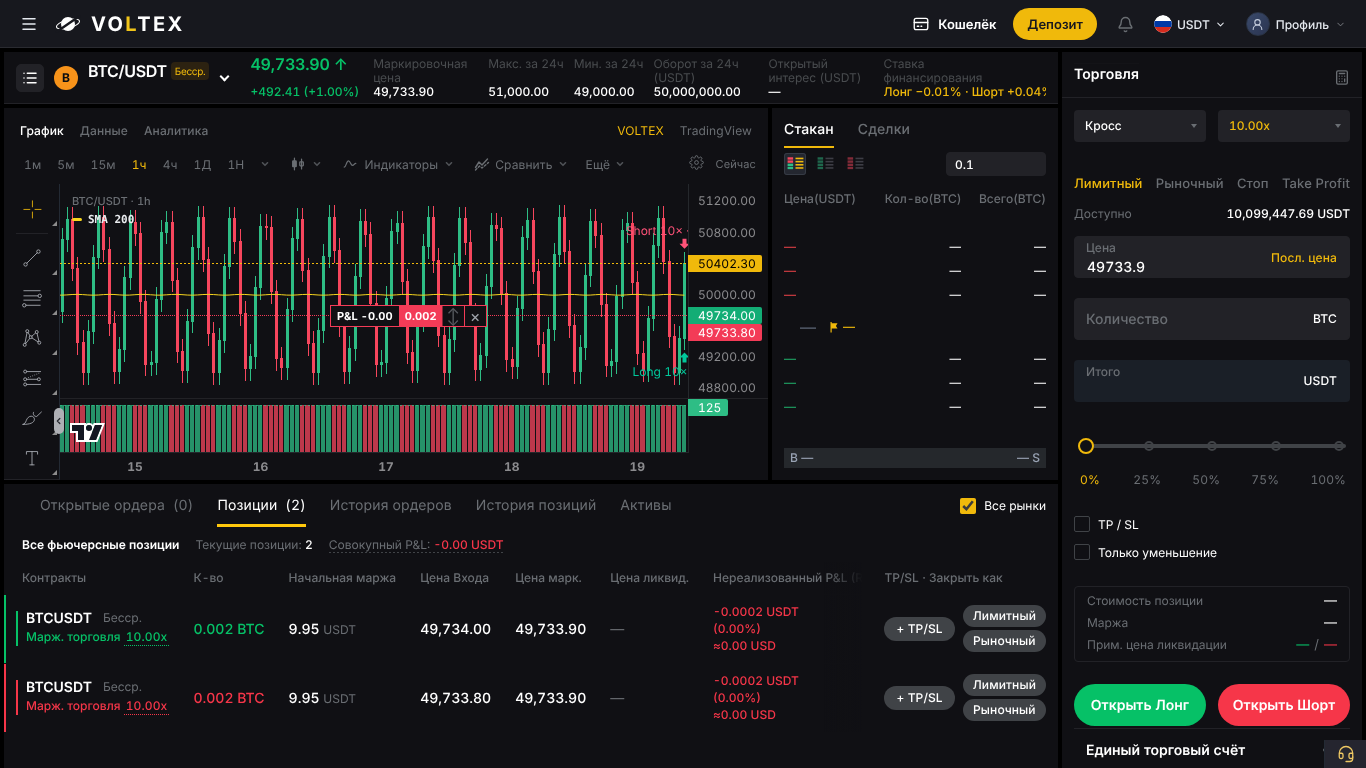 VOLTEX
Кошелёк
Депозит
USDT
Профиль
B
BTC/USDT
Бесср.
49,733.90 ↑
+492.41 (+1.00%)
Маркировочная
цена
49,733.90
Макс. за 24ч
51,000.00
Мин. за 24ч
49,000.00
Оборот за 24ч
(USDT)
50,000,000.00
Открытый
интерес (USDT)
—
Ставка
финансирования
Лонг −0.01% · Шорт +0.04%
График
Данные
Аналитика
VOLTEX
TradingView
1м
5м
15м
1ч
4ч
1Д
1Н
Индикаторы
Сравнить
Ещё
Сейчас
BTC/USDT · 1h
SMA 200
Short 10×
Long 10×
P&L -0.00
0.002
51200.00
50800.00
50402.30
50000.00
49734.00
49733.80
49200.00
48800.00
125
15
16
17
18
19
Стакан
Сделки
0.1
Цена(USDT)
Кол-во(BTC)
Всего(BTC)
— — —
— — —
— — —
— —
— — —
— — —
— — —
B —
— S
Торговля
Кросс
10.00x
Лимитный
Рыночный
Стоп
Take Profit
Доступно
10,099,447.69 USDT
Цена
49733.9
Посл. цена
Количество
BTC
Итого
USDT
0%
25%
50%
75%
100%
TP / SL
Только уменьшение
Стоимость позиции
—
Маржа
—
Прим. цена ликвидации
— / —
Открыть Лонг
Открыть Шорт
Единый торговый счёт
Открытые ордера (0)
Позиции (2)
История ордеров
История позиций
Активы
Все рынки
Все фьючерсные позиции
Текущие позиции: 2
Совокупный P&L: -0.00 USDT
Контракты
К-во
Начальная маржа
Цена Входа
Цена марк.
Цена ликвид.
Нереализованный P&L
TP/SL · Закрыть как
BTCUSDT Бесср.
Марж. торговля 10.00x
0.002 BTC
9.95 USDT
49,734.00
49,733.90
—
-0.0002 USDT
(0.00%)
≈0.00 USD
+ TP/SL
Лимитный
Рыночный
BTCUSDT Бесср.
Марж. торговля 10.00x
0.002 BTC
9.95 USDT
49,733.80
49,733.90
—
-0.0002 USDT
(0.00%)
≈0.00 USD
+ TP/SL
Лимитный
Рыночный